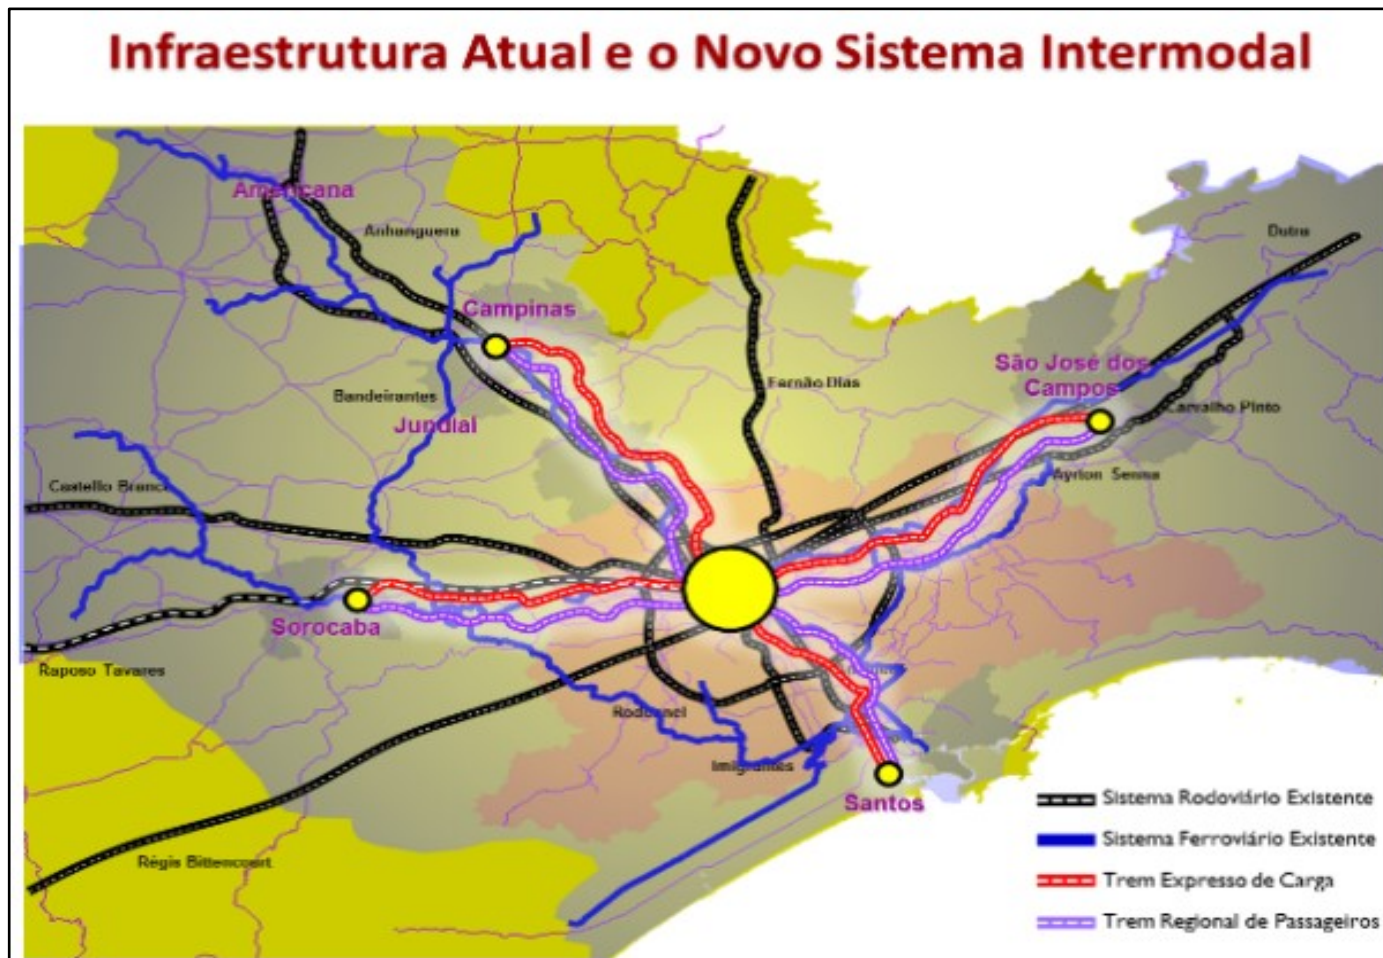 Infraestrutura Atual e o Novo Sistema Intermodal
Americana
Anhanguera
Dutra
Campinas
São José dos
Campos
Fernão Dias
Bandeirantes
Carvalho Pinto
Jundiaí
Ayrton Senna
Castello Branco
Sorocaba
Raposo Tavares
Rodoanel
Imigrantes
Santos
Régis Bittencourt
Sistema Rodoviário Existente
Sistema Ferroviário Existente
Trem Expresso de Carga
Trem Regional de Passageiros